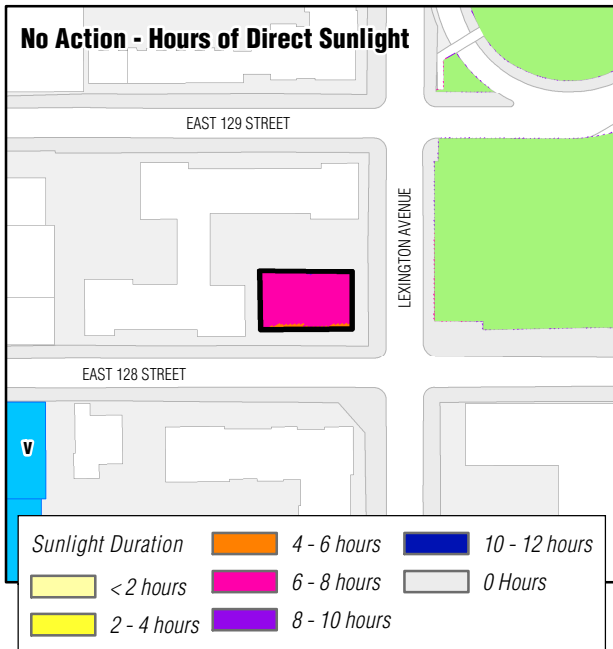 No Action - Hours of Direct Sunlight
EAST 129 STREET
LEXINGTON AVENUE
EAST 128 STREET
V
Sunlight Duration
< 2 hours
2 - 4 hours
4 - 6 hours
6 - 8 hours
8 - 10 hours
10 - 12 hours
0 Hours